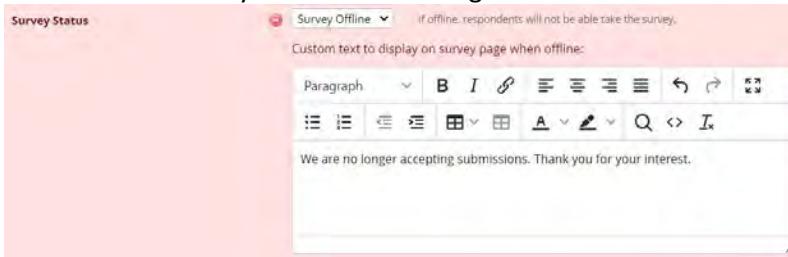 Survey Status
Survey Offline If offline, respondents will not be able take the survey.
Custom text to display on survey page when offline:
Paragraph B I A
We are no longer accepting submissions. Thank you for your interest.